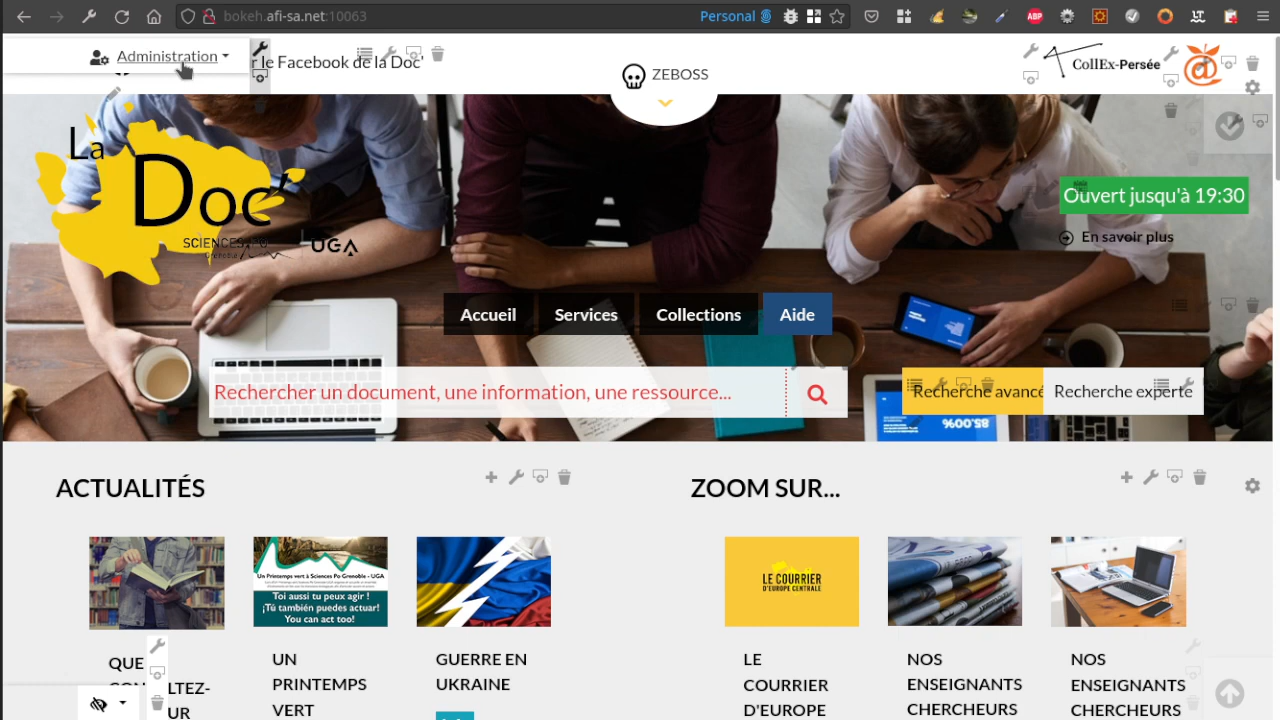 bokeh.afi-sa.net:10063
Personal
ABP
Administration
r le Facebook de la Doc'
ZEBOSS
CollEx-Persée
La
Doc'
SCIENCES PO
Grenoble
UGA
Ouvert jusqu'à 19:30
En savoir plus
Accueil
Services
Collections
Aide
Rechercher un document, une information, une ressource...
Recherche avancé
Recherche experte
85.00%
ACTUALITÉS
ZOOM SUR...
Un Printemps vert à Sciences Po Grenoble - UGA
Toi aussi tu peux agir !
¡Tú también puedes actuar!
You can act too!
LE COURRIER
D'EUROPE CENTRALE
QUE
LTEZ-
UR
UN
PRINTEMPS
VERT
GUERRE EN
UKRAINE
LE
COURRIER
D'EUROPE
NOS
ENSEIGNANTS
CHERCHEURS
NOS
ENSEIGNANTS
CHERCHEURS